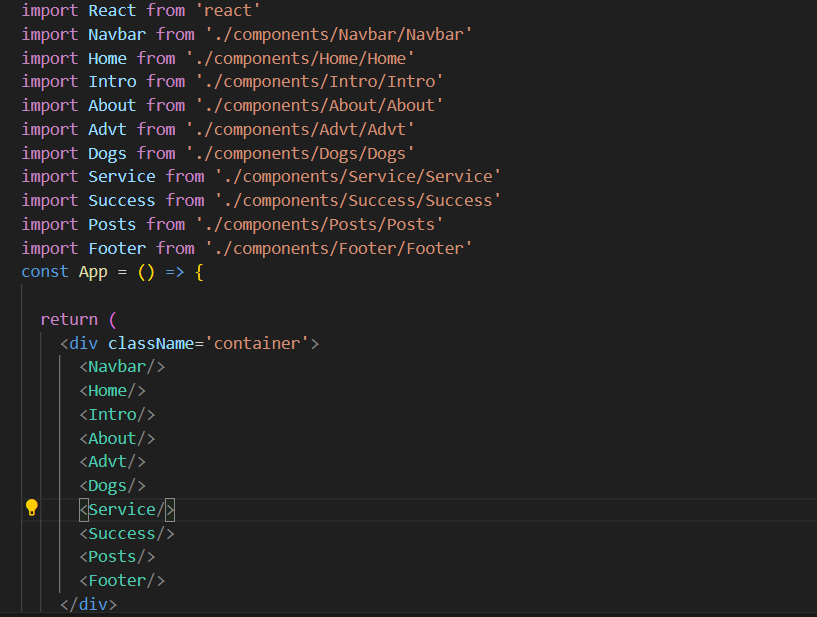 import React from 'react'
import Navbar from './components/Navbar/Navbar'
import Home from './components/Home/Home'
import Intro from './components/Intro/Intro'
import About from './components/About/About'
import Advt from './components/Advt/Advt'
import Dogs from './components/Dogs/Dogs'
import Service from './components/Service/Service'
import Success from './components/Success/Success'
import Posts from './components/Posts/Posts'
import Footer from './components/Footer/Footer'
const App = () => {

  return (
    <div className='container'>
      <Navbar/>
      <Home/>
      <Intro/>
      <About/>
      <Advt/>
      <Dogs/>
      <Service/>
      <Success/>
      <Posts/>
      <Footer/>
    </div>